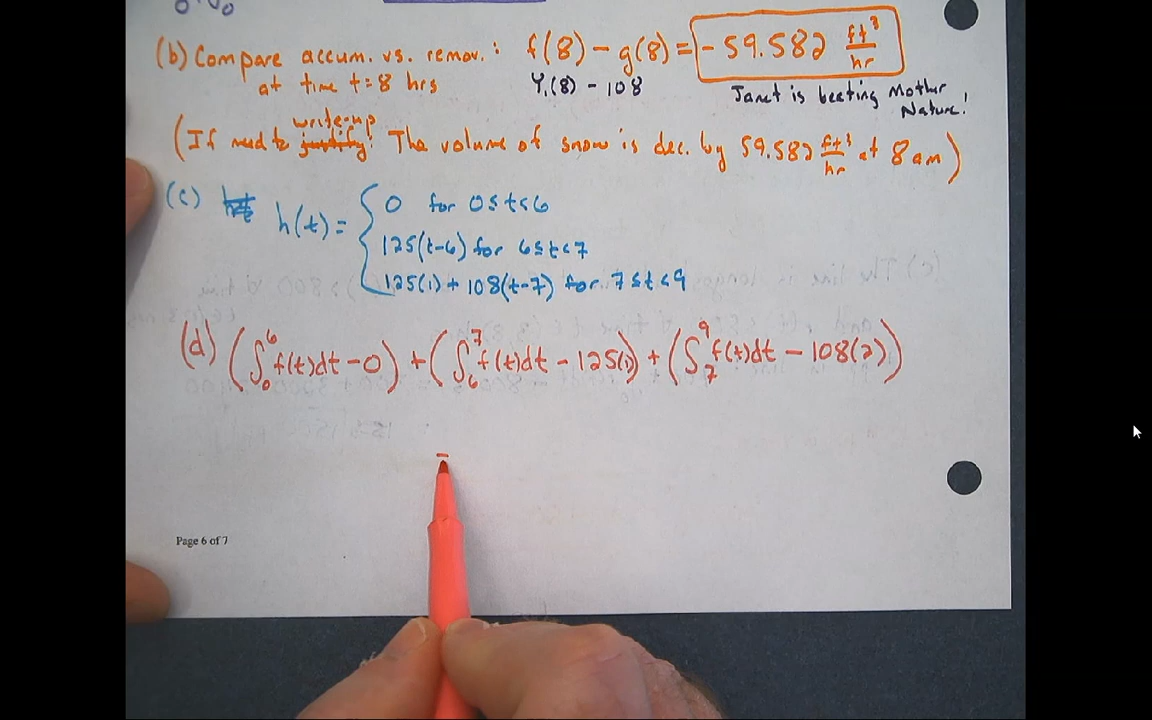 (b) Compare accum. vs. remov.: f(8) - g(8) = -59.582 ft³/hr
at time t=8 hrs Y₁(8) - 108 Janet is beating Mother Nature!
write-up
(If need to justify: The volume of snow is dec. by 59.582 ft³/hr at 8am)
(c) h(t) = { 0 for 0≤t<6
125(t-6) for 6≤t<7
125(1) + 108(t-7) for 7≤t<9
(d) (∫₀⁶ f(t)dt - 0) + (∫₆⁷ f(t)dt - 125(1)) + (∫₇⁹ f(t)dt - 108(2))
Page 6 of 7